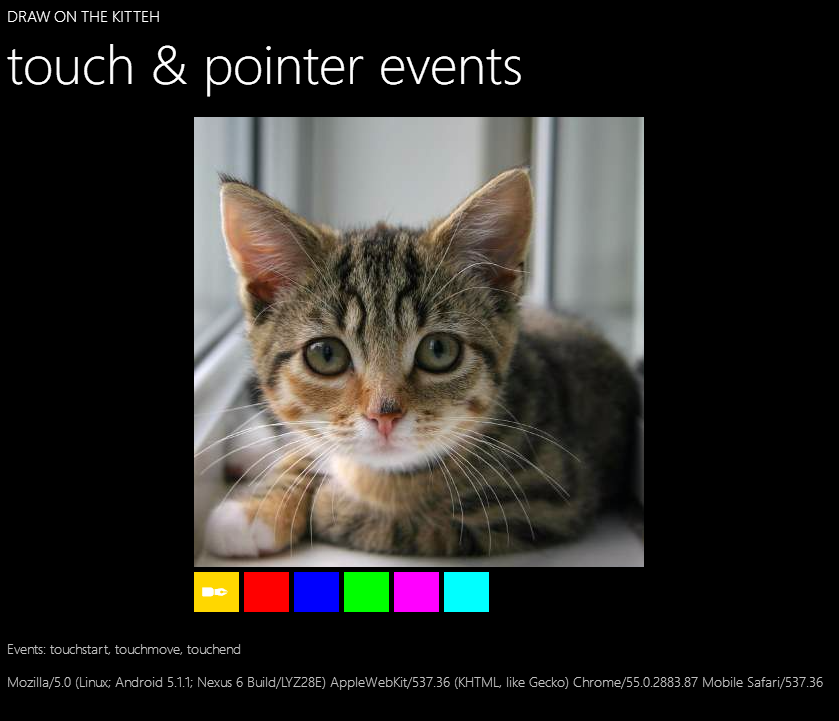 DRAW ON THE KITTEH
touch & pointer events
Events: touchstart, touchmove, touchend
Mozilla/5.0 (Linux; Android 5.1.1; Nexus 6 Build/LYZ28E) AppleWebKit/537.36 (KHTML, like Gecko) Chrome/55.0.2883.87 Mobile Safari/537.36